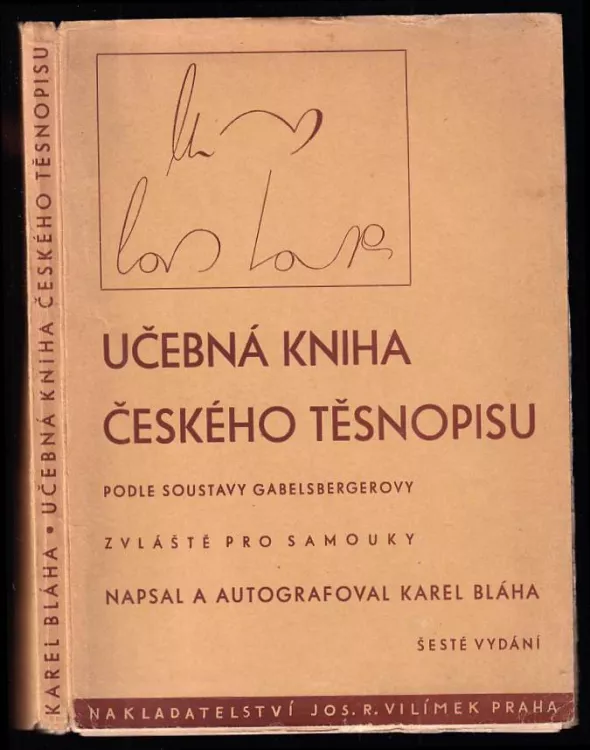 UČEBNÁ KNIHA
ČESKÉHO TĚSNOPISU
PODLE SOUSTAVY GABELSBERGEROVY
ZVLÁŠTĚ PRO SAMOUKY
NAPSAL A AUTOGRAFOVAL KAREL BLÁHA
ŠESTÉ VYDÁNÍ
NAKLADATELSTVÍ JOS. R. VILÍMEK PRAHA
KAREL BLÁHA • UČEBNÁ KNIHA ČESKÉHO TĚSNOPISU